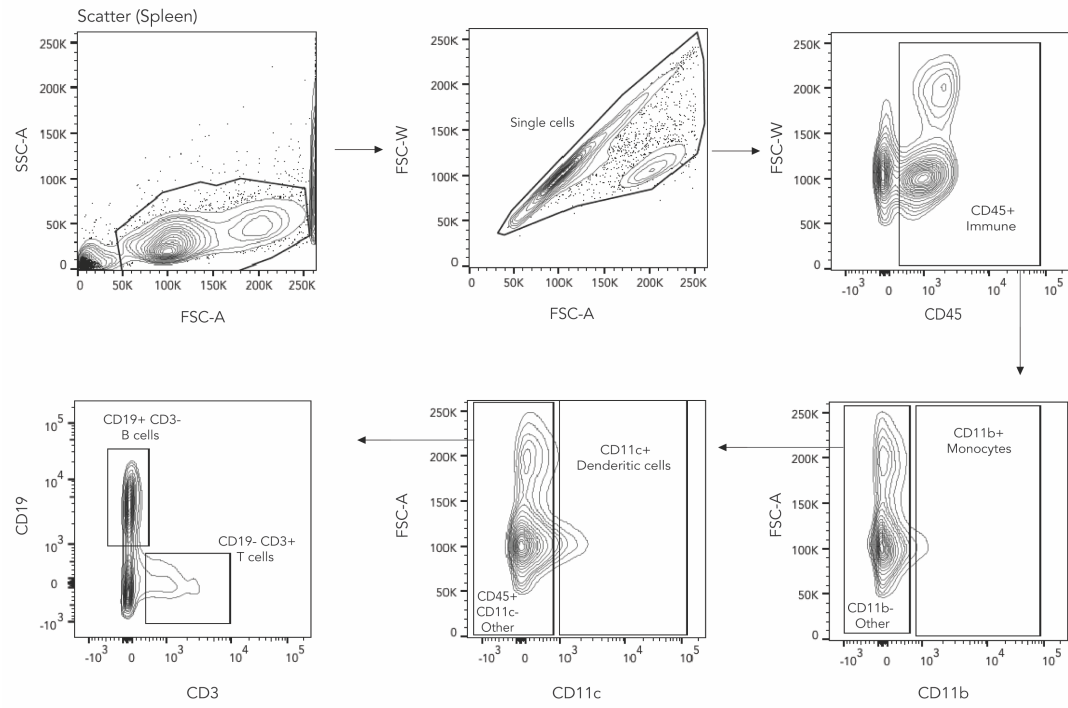 Scatter (Spleen)
250K
200K
150K
100K
50K
0
SSC-A
0
50K
100K
150K
200K
250K
FSC-A
250K
200K
150K
100K
50K
0
FSC-W
Single cells
0
50K
100K
150K
200K
250K
FSC-A
250K
200K
150K
100K
50K
0
FSC-W
CD45+
Immune
-10³
0
10³
10⁴
10⁵
CD45
10⁵
10⁴
10³
0
-10³
CD19
CD19+ CD3-
B cells
CD19- CD3+
T cells
-10³
0
10³
10⁴
10⁵
CD3
250K
200K
150K
100K
50K
0
FSC-A
CD11c+
Denderitic cells
CD45+
CD11c-
Other
-10³
0
10³
10⁴
10⁵
CD11c
250K
200K
150K
100K
50K
0
FSC-A
CD11b+
Monocytes
CD11b-
Other
-10³
0
10³
10⁴
10⁵
CD11b